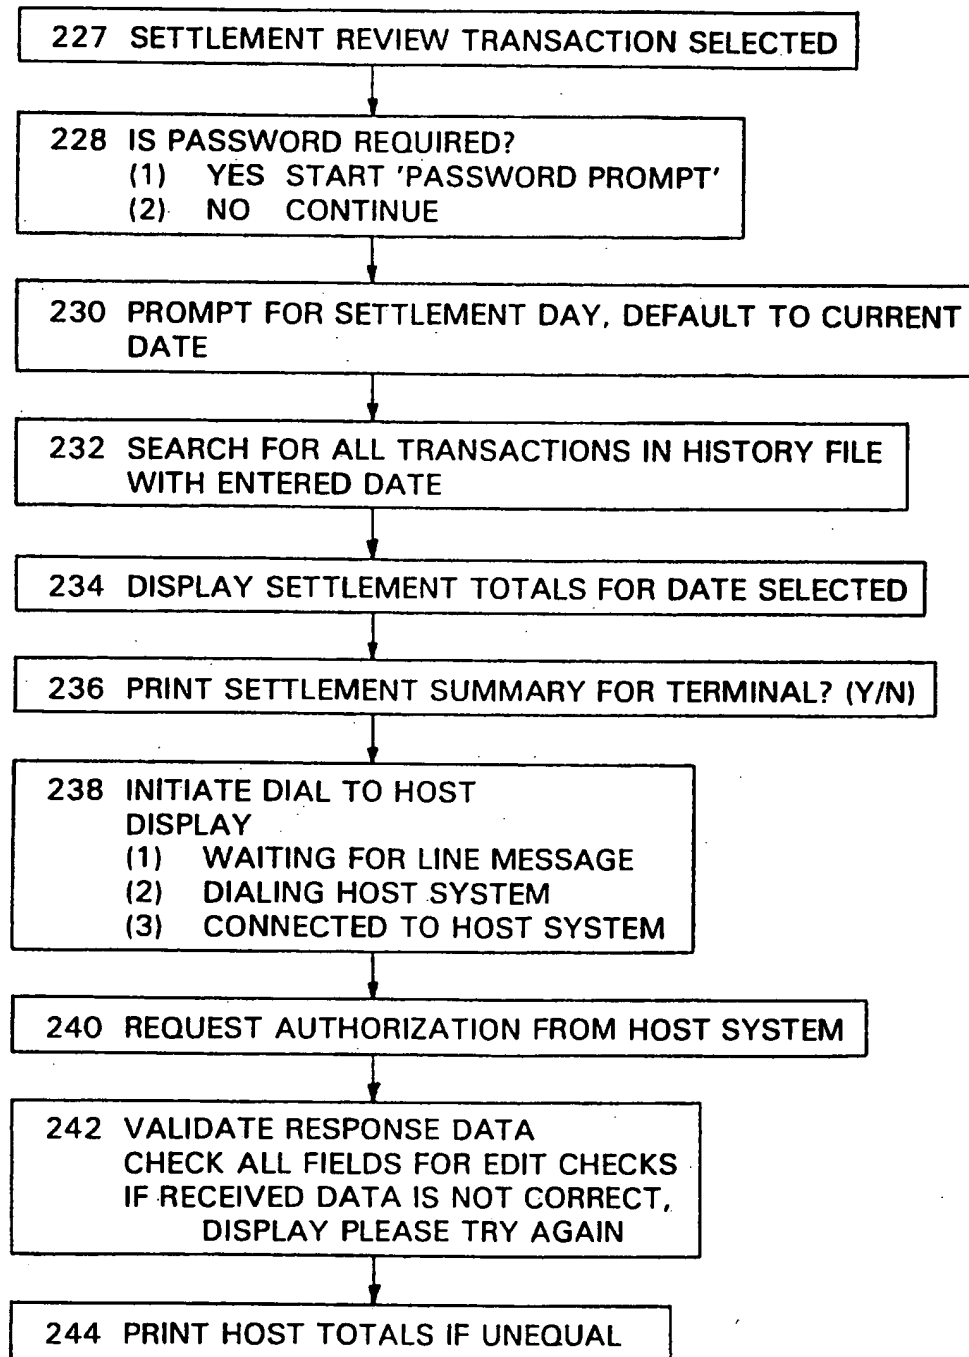 227 SETTLEMENT REVIEW TRANSACTION SELECTED
228 IS PASSWORD REQUIRED?
(1) YES START 'PASSWORD PROMPT'
(2) NO CONTINUE
230 PROMPT FOR SETTLEMENT DAY, DEFAULT TO CURRENT
DATE
232 SEARCH FOR ALL TRANSACTIONS IN HISTORY FILE
WITH ENTERED DATE
234 DISPLAY SETTLEMENT TOTALS FOR DATE SELECTED
236 PRINT SETTLEMENT SUMMARY FOR TERMINAL? (Y/N)
238 INITIATE DIAL TO HOST
DISPLAY
(1) WAITING FOR LINE MESSAGE
(2) DIALING HOST SYSTEM
(3) CONNECTED TO HOST SYSTEM
240 REQUEST AUTHORIZATION FROM HOST SYSTEM
242 VALIDATE RESPONSE DATA
CHECK ALL FIELDS FOR EDIT CHECKS
IF RECEIVED DATA IS NOT CORRECT,
DISPLAY PLEASE TRY AGAIN
244 PRINT HOST TOTALS IF UNEQUAL